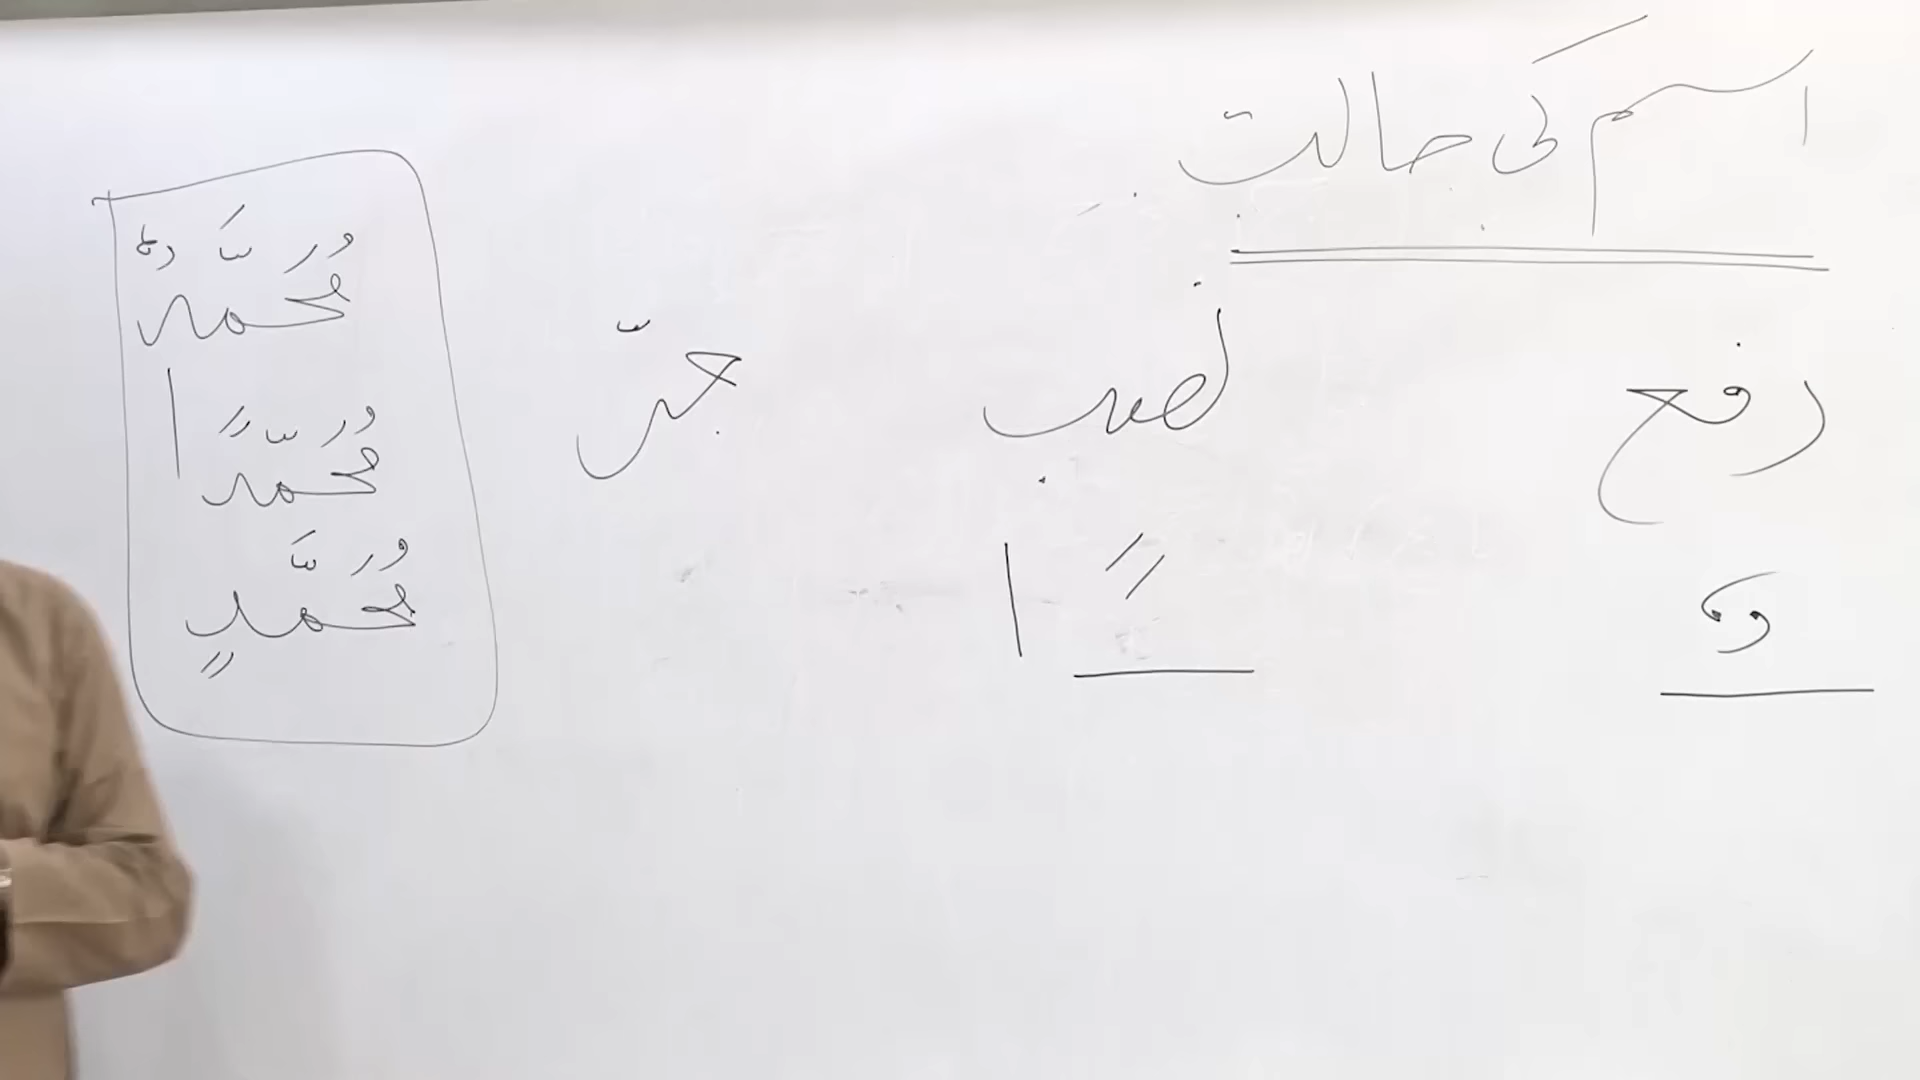 اسم کی حالت
رفع نصب جرّ
ٌ ً ا
مُحَمَّدٌ
مُحَمَّدًا
مُحَمَّدٍ